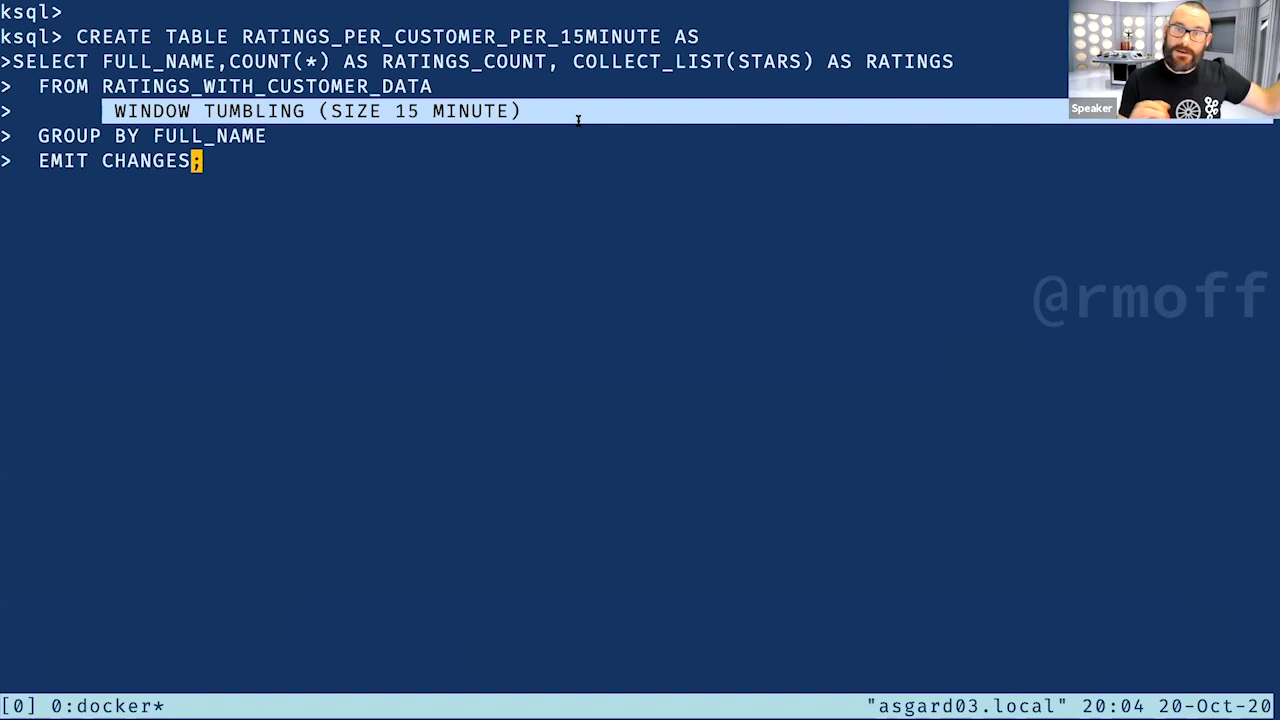 ksql>
ksql> CREATE TABLE RATINGS_PER_CUSTOMER_PER_15MINUTE AS
>SELECT FULL_NAME,COUNT(*) AS RATINGS_COUNT, COLLECT_LIST(STARS) AS RATINGS
>  FROM RATINGS_WITH_CUSTOMER_DATA
>        WINDOW TUMBLING (SIZE 15 MINUTE)
>  GROUP BY FULL_NAME
>  EMIT CHANGES;
Speaker
@rmoff
[0] 0:docker* "asgard03.local" 20:04 20-Oct-20